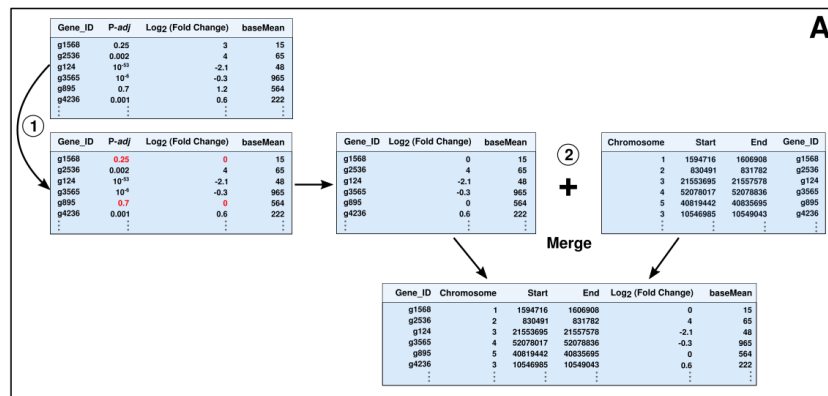 A
Gene_ID P-adj Log2 (Fold Change) baseMean
g1568 0.25 3 15
g2536 0.002 4 65
g124 10-53 -2.1 48
g3565 10-6 -0.3 965
g895 0.7 1.2 564
g4236 0.001 0.6 222
1
Gene_ID P-adj Log2 (Fold Change) baseMean
g1568 0.25 0 15
g2536 0.002 4 65
g124 10-53 -2.1 48
g3565 10-6 -0.3 965
g895 0.7 0 564
g4236 0.001 0.6 222
Gene_ID Log2 (Fold Change) baseMean
g1568 0 15
g2536 4 65
g124 -2.1 48
g3565 -0.3 965
g895 0 564
g4236 0.6 222
2
+
Merge
Chromosome Start End Gene_ID
1 1594716 1606908 g1568
2 830491 831782 g2536
3 21553695 21557578 g124
4 52078017 52078836 g3565
5 40819442 40835695 g895
3 10546985 10549043 g4236
Gene_ID Chromosome Start End Log2 (Fold Change) baseMean
g1568 1 1594716 1606908 0 15
g2536 2 830491 831782 4 65
g124 3 21553695 21557578 -2.1 48
g3565 4 52078017 52078836 -0.3 965
g895 5 40819442 40835695 0 564
g4236 3 10546985 10549043 0.6 222